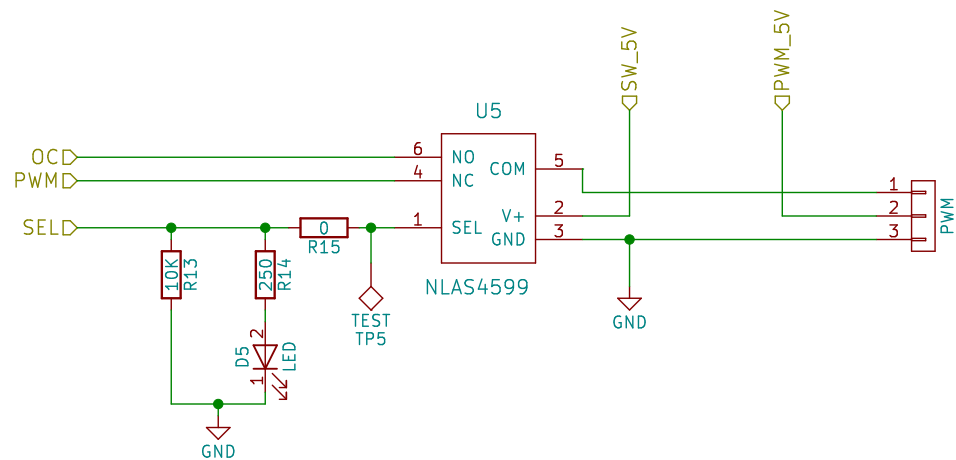 SW_5V
PWM_5V
U5
OC
6
NO
COM
5
PWM
4
NC
1
V+
2
2
SEL
1
SEL
GND
3
3
PWM
0
R15
10K
R13
250
R14
NLAS4599
TEST
TP5
GND
2
D5
LED
1
GND